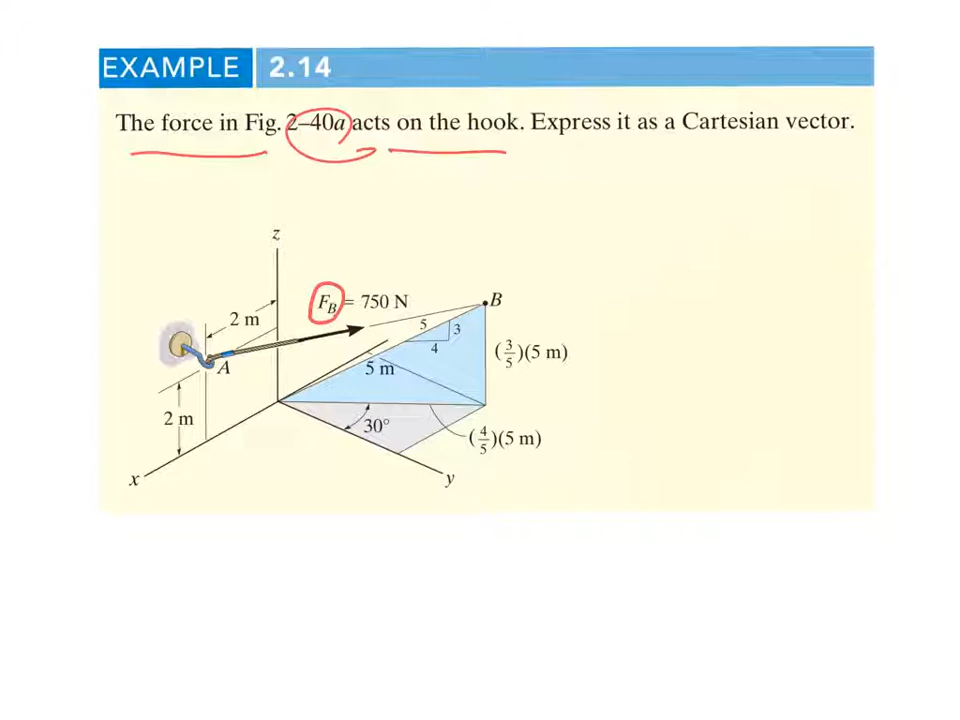 EXAMPLE 2.14
The force in Fig. 2–40a acts on the hook. Express it as a Cartesian vector.
z
F_B = 750 N
B
2 m
5
3
4
A
5 m
(3/5)(5 m)
2 m
30°
(4/5)(5 m)
x
y